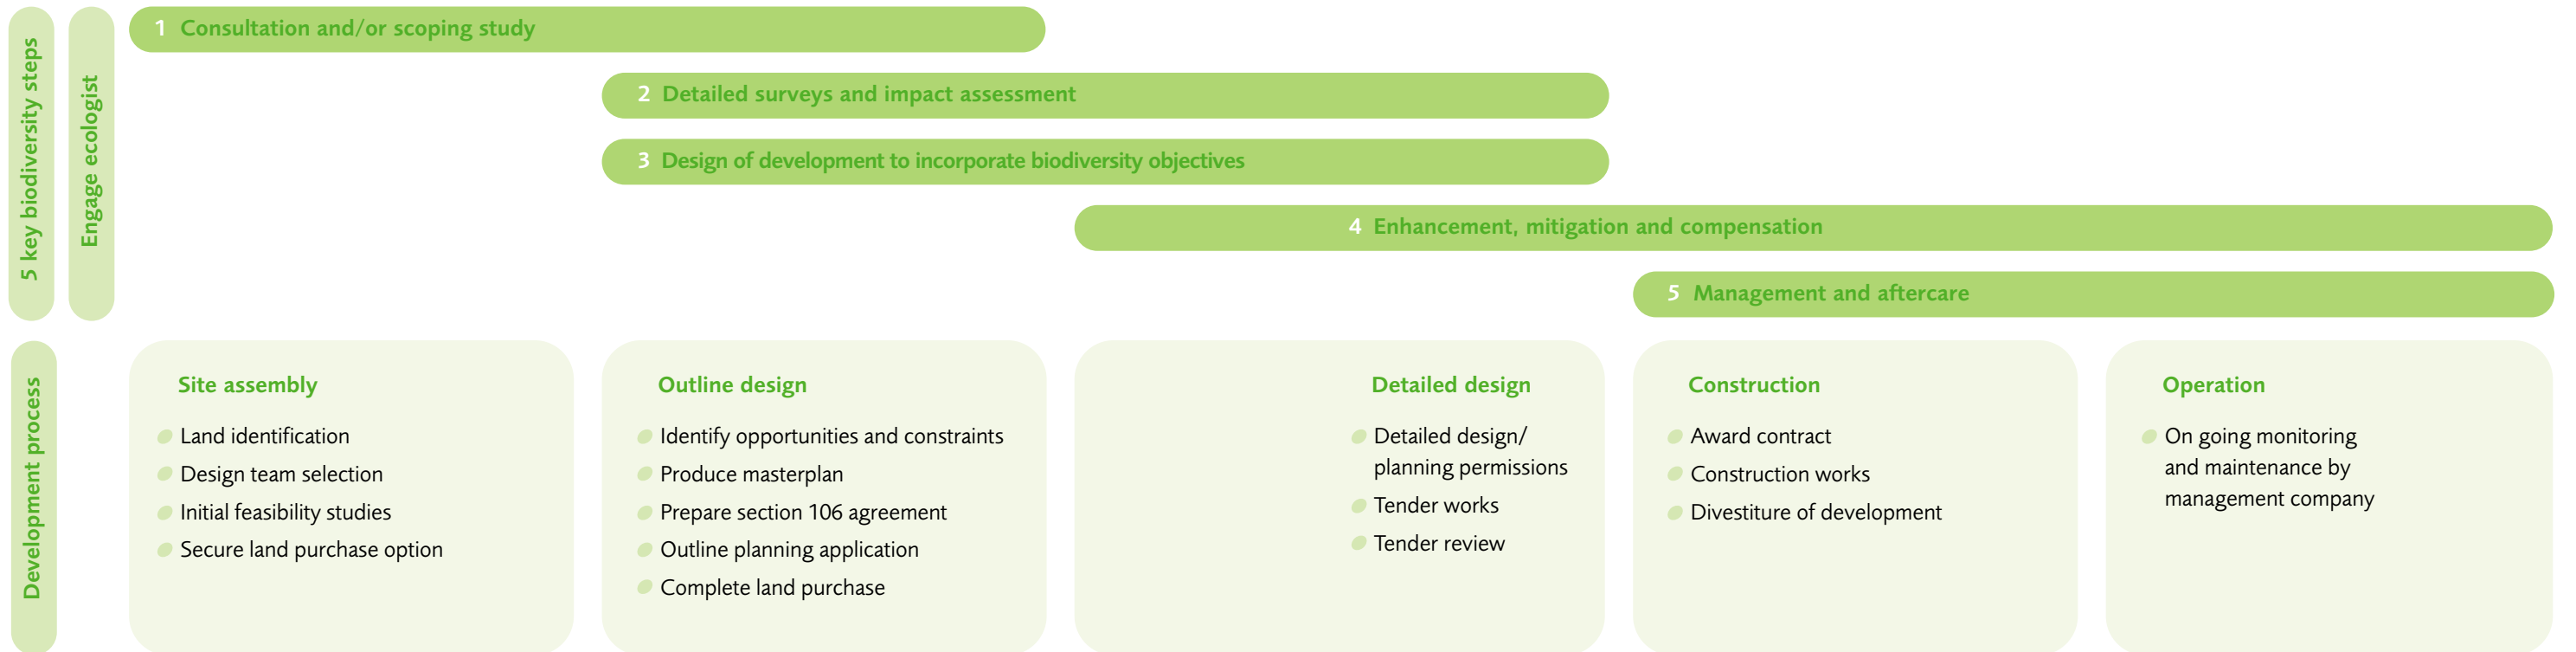 5 key biodiversity steps
Engage ecologist
1 Consultation and/or scoping study
2 Detailed surveys and impact assessment
3 Design of development to incorporate biodiversity objectives
4 Enhancement, mitigation and compensation
5 Management and aftercare
Development process
Site assembly
Land identification
Design team selection
Initial feasibility studies
Secure land purchase option
Outline design
Identify opportunities and constraints
Produce masterplan
Prepare section 106 agreement
Outline planning application
Complete land purchase
Detailed design
Detailed design/
planning permissions
Tender works
Tender review
Construction
Award contract
Construction works
Divestiture of development
Operation
On going monitoring
and maintenance by
management company